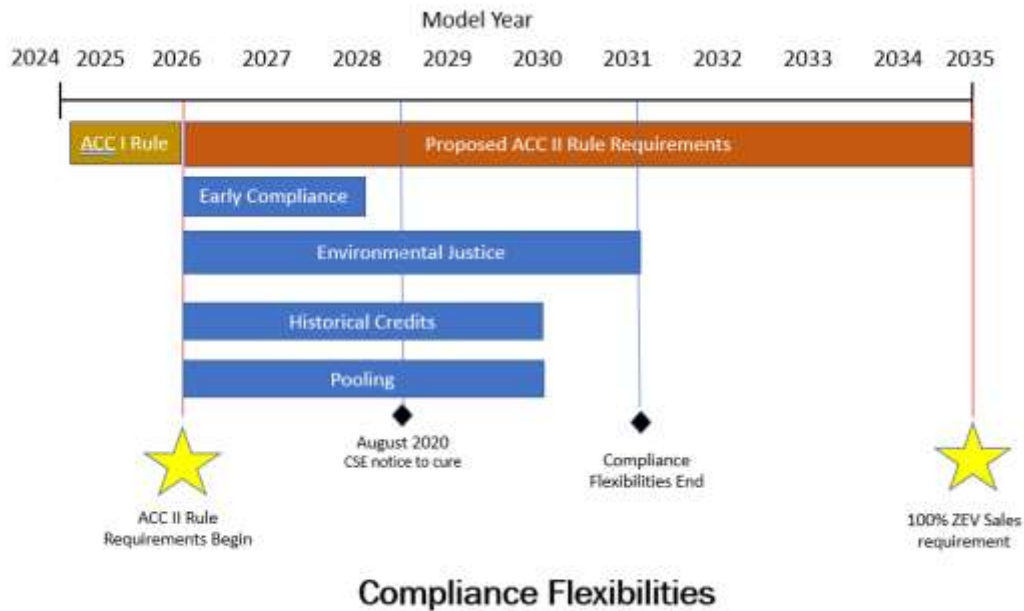 Model Year
2024 2025 2026 2027 2028 2029 2030 2031 2032 2033 2034 2035
ACC I Rule
Proposed ACC II Rule Requirements
Early Compliance
Environmental Justice
Historical Credits
Pooling
August 2020
CSE notice to cure
Compliance
Flexibilities End
ACC II Rule
Requirements Begin
100% ZEV Sales
requirement
Compliance Flexibilities